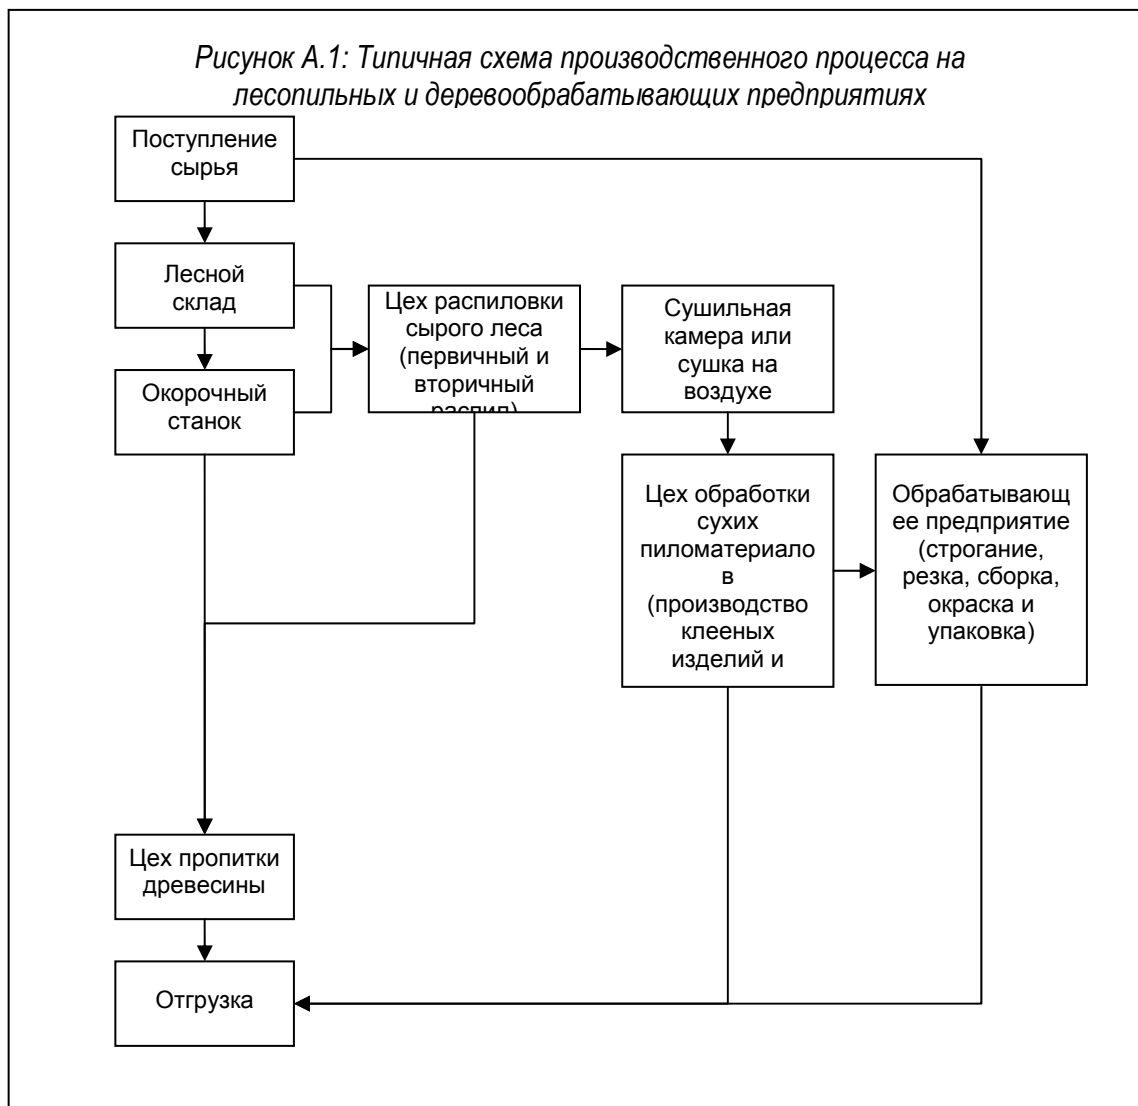 Рисунок А.1: Типичная схема производственного процесса на
лесопильных и деревообрабатывающих предприятиях
Поступление
сырья
Лесной
склад
Окорочный
станок
Цех распиловки
сырого леса
(первичный и
вторичный
распил)
Сушильная
камера или
сушка на
воздухе
Цех обработки
сухих
пиломатериало
в
(производство
клееных
изделий и
Обрабатывающ
ее предприятие
(строгание,
резка, сборка,
окраска и
упаковка)
Цех пропитки
древесины
Отгрузка